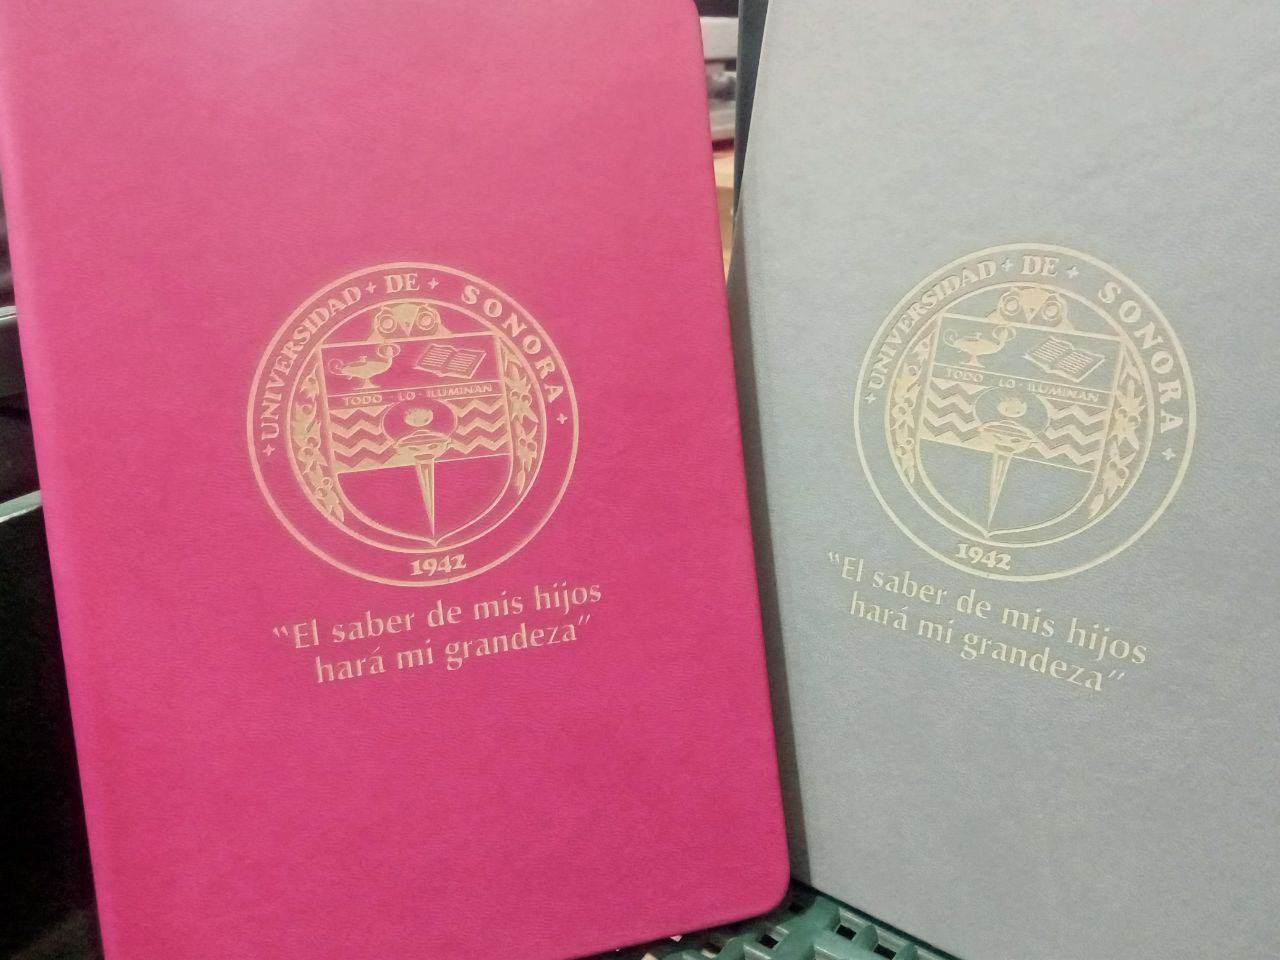 UNIVERSIDAD + DE + SONORA
TODO · LO · ILUMINAN
1942
"El saber de mis hijos
hará mi grandeza"
UNIVERSIDAD + DE + SONORA
TODO · LO · ILUMINAN
1942
"El saber de mis hijos
hará mi grandeza"